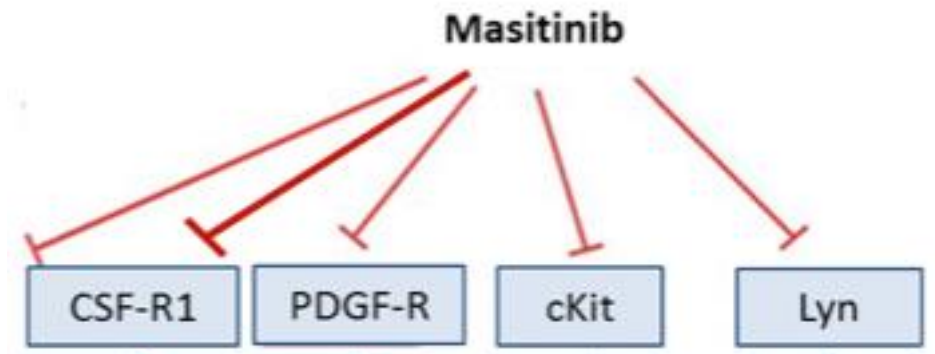 Masitinib
CSF-R1
PDGF-R
cKit
Lyn